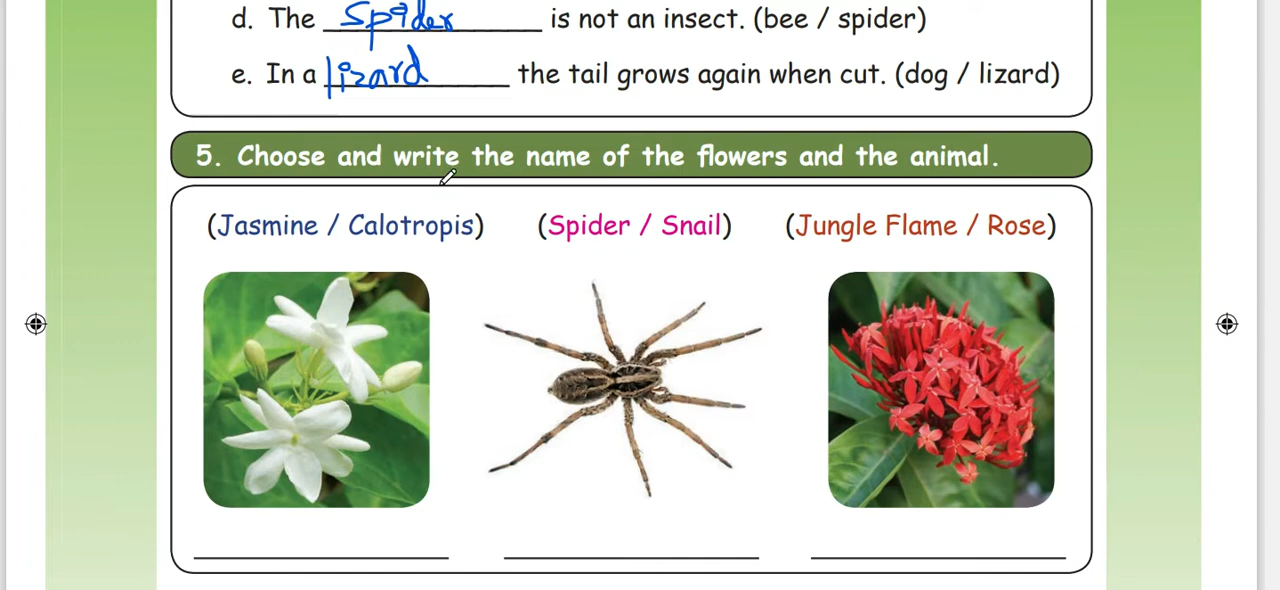 d. The spider is not an insect. (bee / spider)
e. In a lizard the tail grows again when cut. (dog / lizard)
5. Choose and write the name of the flowers and the animal.
(Jasmine / Calotropis) (Spider / Snail) (Jungle Flame / Rose)